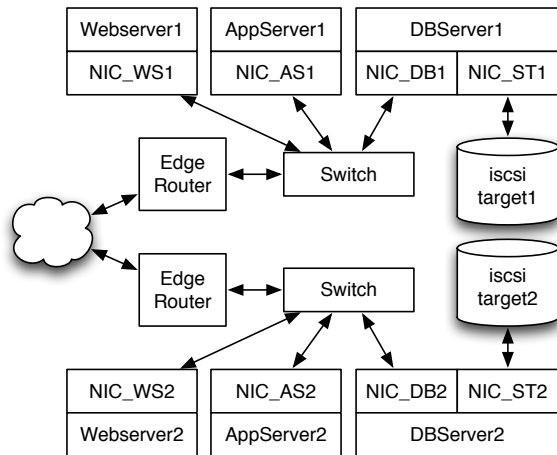 Webserver1 AppServer1 DBServer1
NIC_WS1 NIC_AS1 NIC_DB1 NIC_ST1
Edge
Router
Switch
iscsi
target1
Edge
Router
Switch
iscsi
target2
NIC_WS2 NIC_AS2 NIC_DB2 NIC_ST2
Webserver2 AppServer2 DBServer2